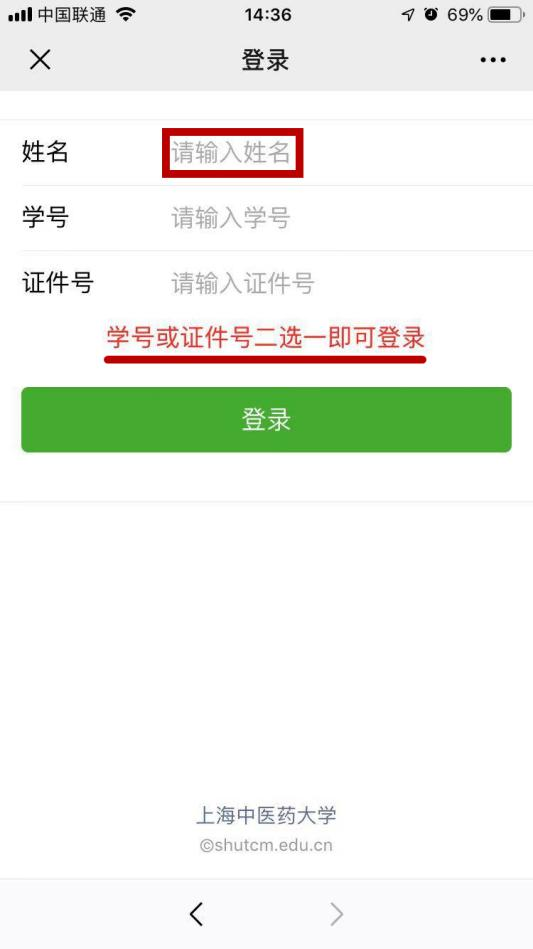 中国联通 14:36 69%
登录
姓名 请输入姓名
学号 请输入学号
证件号 请输入证件号
学号或证件号二选一即可登录
登录
上海中医药大学
©shutcm.edu.cn